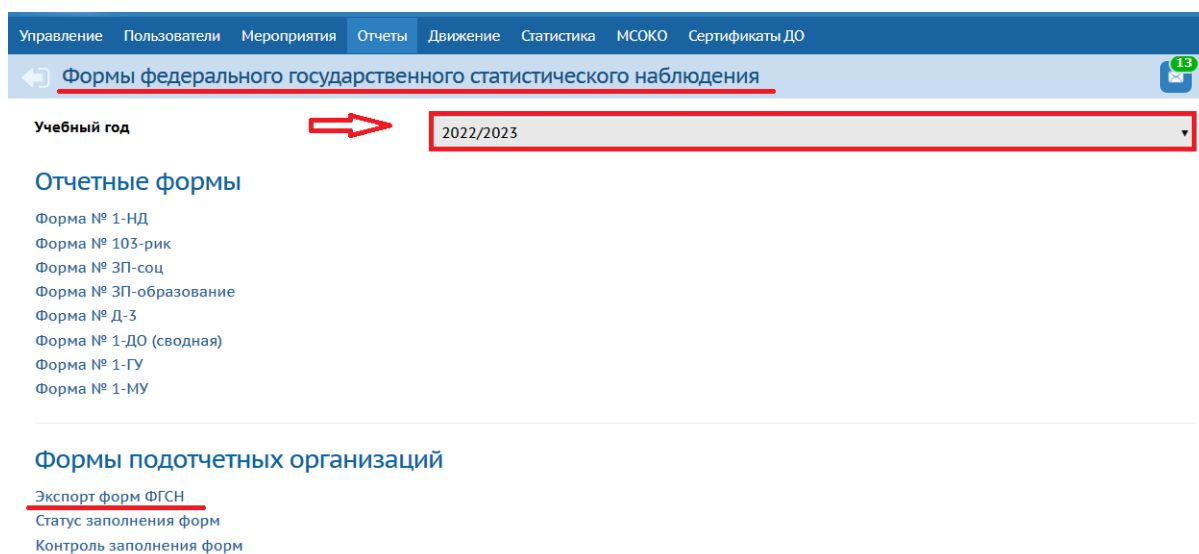 Управление Пользователи Мероприятия Отчеты Движение Статистика МСОКО Сертификаты ДО
Формы федерального государственного статистического наблюдения
13
Учебный год
2022/2023
Отчетные формы
Форма № 1-НД
Форма № 103-рик
Форма № ЗП-соц
Форма № ЗП-образование
Форма № Д-3
Форма № 1-ДО (сводная)
Форма № 1-ГУ
Форма № 1-МУ
Формы подотчетных организаций
Экспорт форм ФГСН
Статус заполнения форм
Контроль заполнения форм